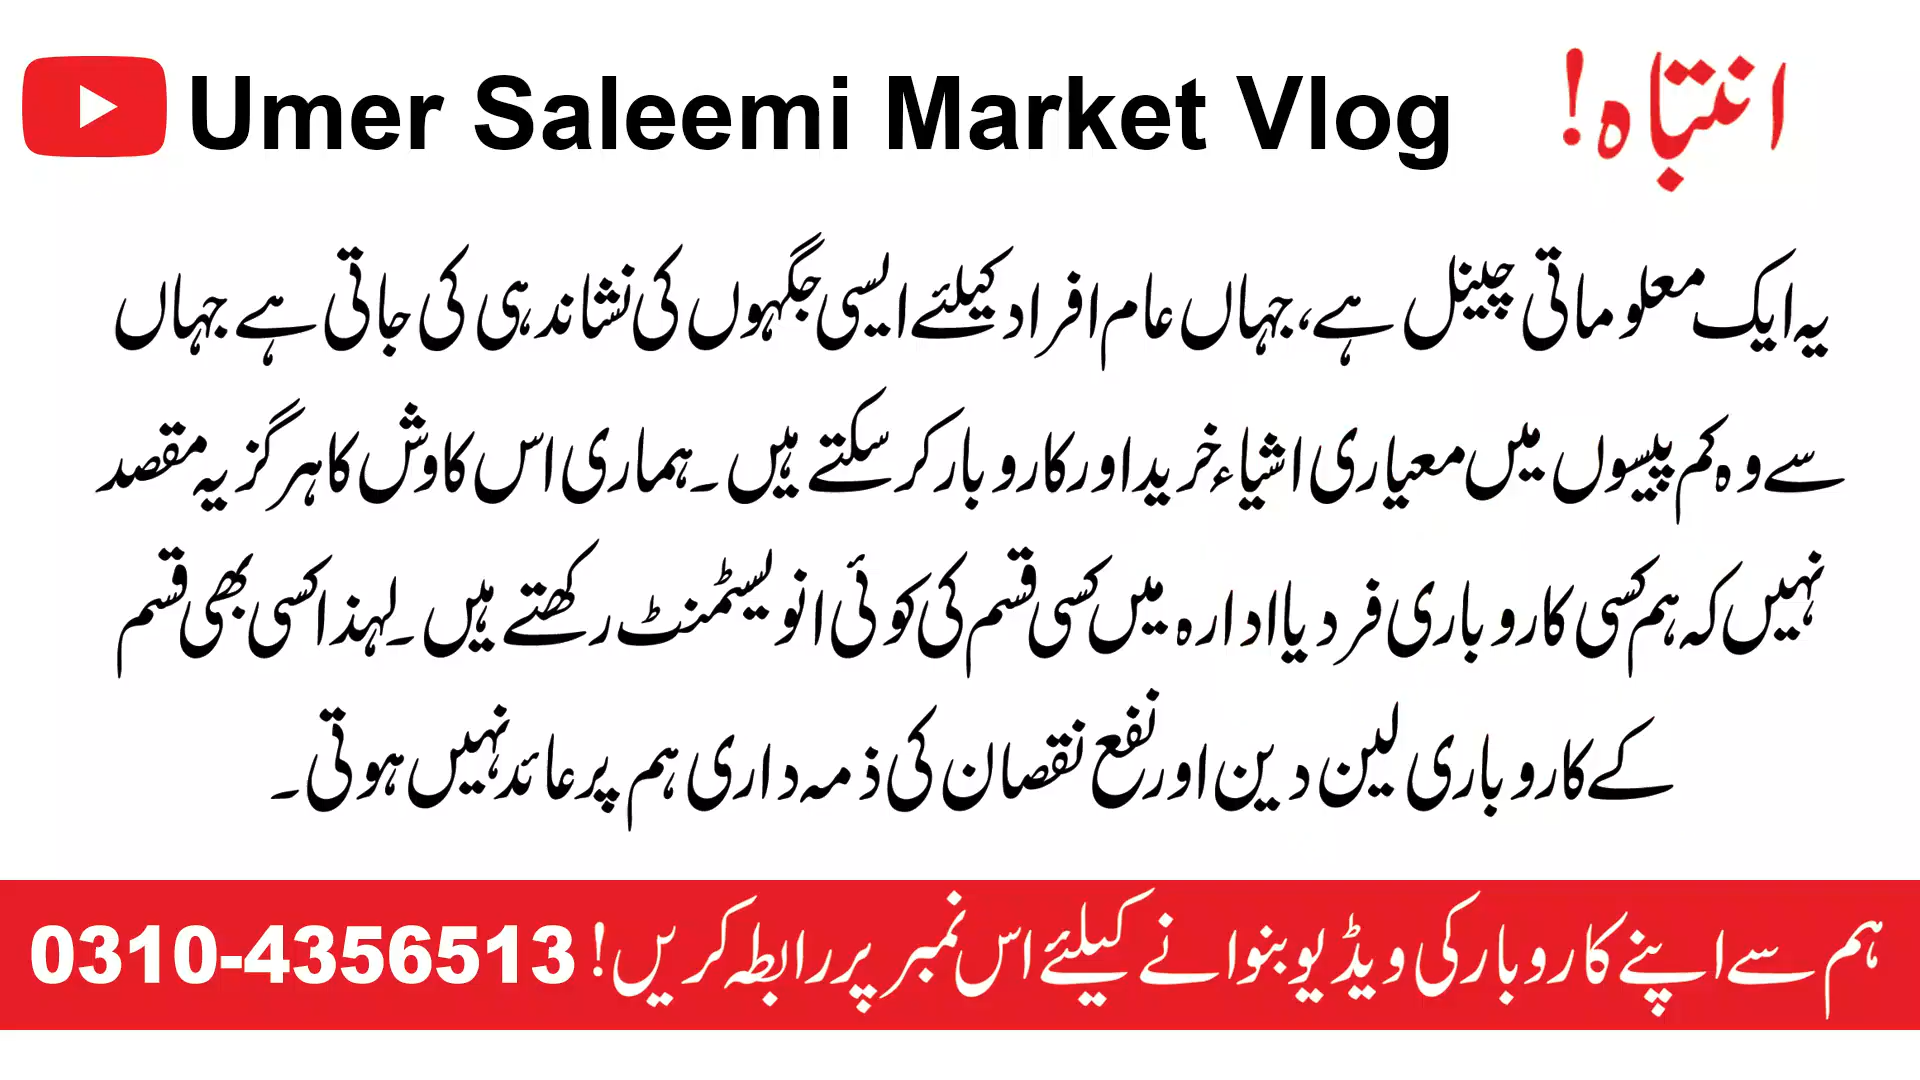 Umer Saleemi Market Vlog
انتباہ!
یہ ایک معلوماتی چینل ہے، جہاں عام افراد کیلئے ایسی جگہوں کی نشاندہی کی جاتی ہے جہاں
سے وہ کم پیسوں میں معیاری اشیاء خرید اور کاروبار کر سکتے ہیں۔ ہماری اس کاوش کا ہرگز یہ مقصد
نہیں کہ ہم کسی کاروباری فرد یا ادارہ میں کسی قسم کی کوئی انویسٹمنٹ رکھتے ہیں۔ لہذا کسی بھی قسم
کے کاروباری لین دین اور نفع نقصان کی ذمہ داری ہم پر عائد نہیں ہوتی۔
ہم سے اپنے کاروبار کی ویڈیو بنوانے کیلئے اس نمبر پر رابطہ کریں! 0310-4356513